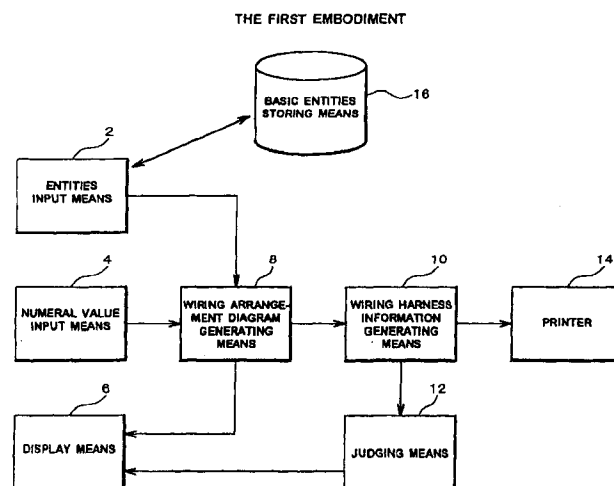 THE FIRST EMBODIMENT
BASIC ENTITIES
STORING MEANS
16
2
ENTITIES
INPUT MEANS
4
NUMERAL VALUE
INPUT MEANS
8
WIRING ARRANGE-
MENT DIAGRAM
GENERATING
MEANS
10
WIRING HARNESS
INFORMATION
GENERATING
MEANS
14
PRINTER
6
DISPLAY MEANS
12
JUDGING MEANS